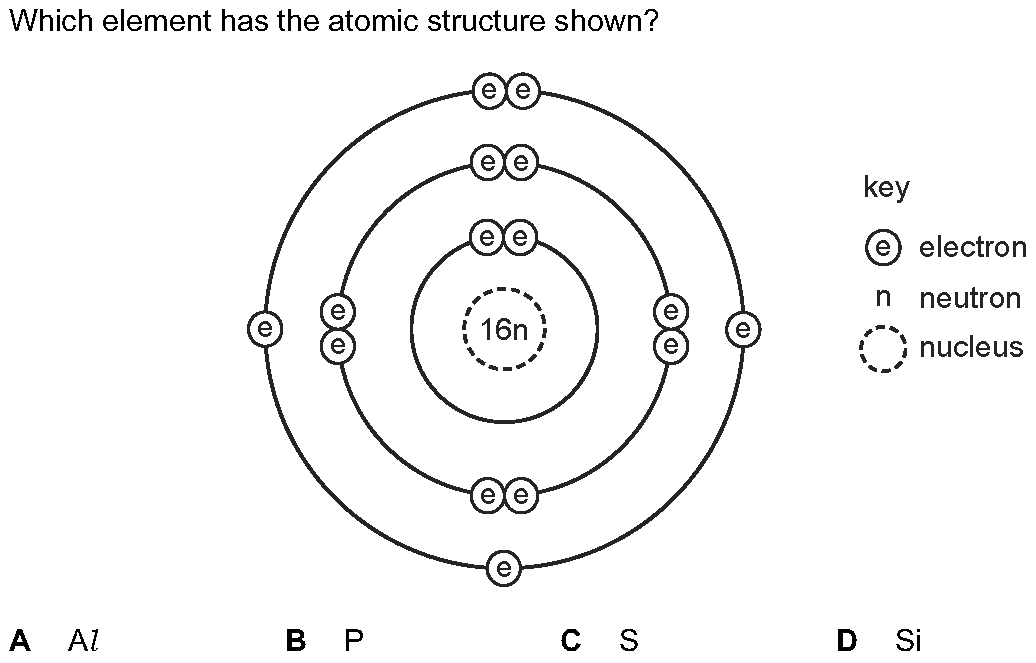 Which element has the atomic structure shown?
e e
e e
e e
key
e electron
n neutron
nucleus
e e
e e
e e
16n
e e
e
A Al B P C S D Si